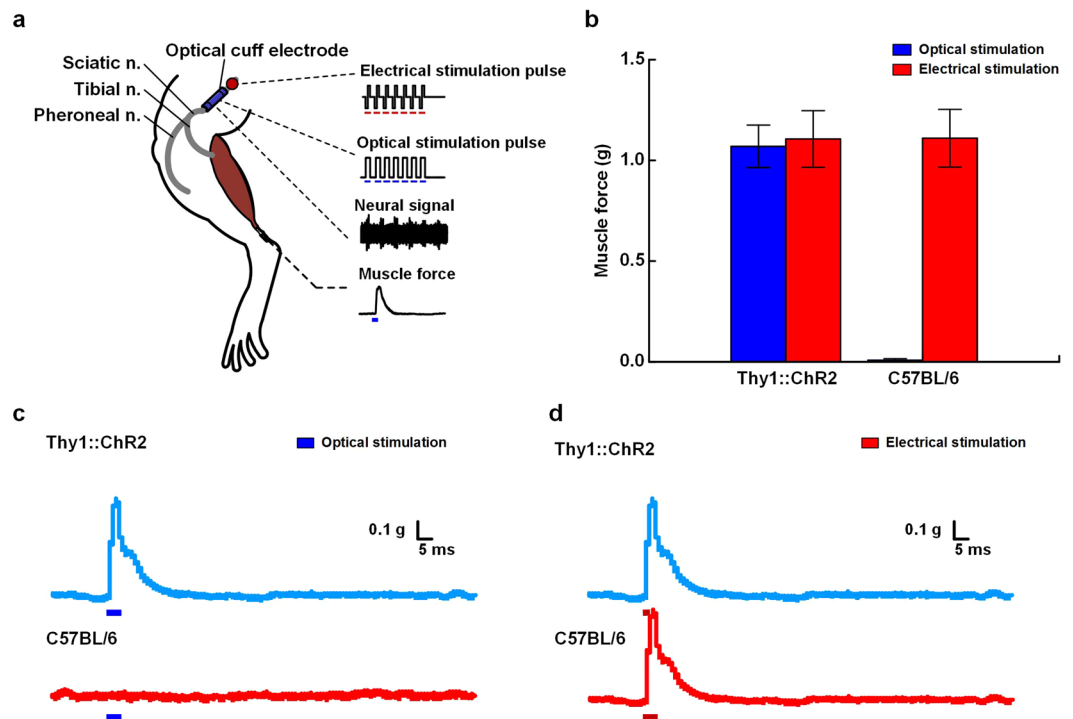 a
Optical cuff electrode
Sciatic n.
Tibial n.
Pheroneal n.
Electrical stimulation pulse
Optical stimulation pulse
Neural signal
Muscle force
b
Optical stimulation
Electrical stimulation
Muscle force (g)
1.5
1.0
0.5
0.0
Thy1::ChR2
C57BL/6
c
Thy1::ChR2
Optical stimulation
0.1 g
5 ms
C57BL/6
d
Thy1::ChR2
Electrical stimulation
0.1 g
5 ms
C57BL/6